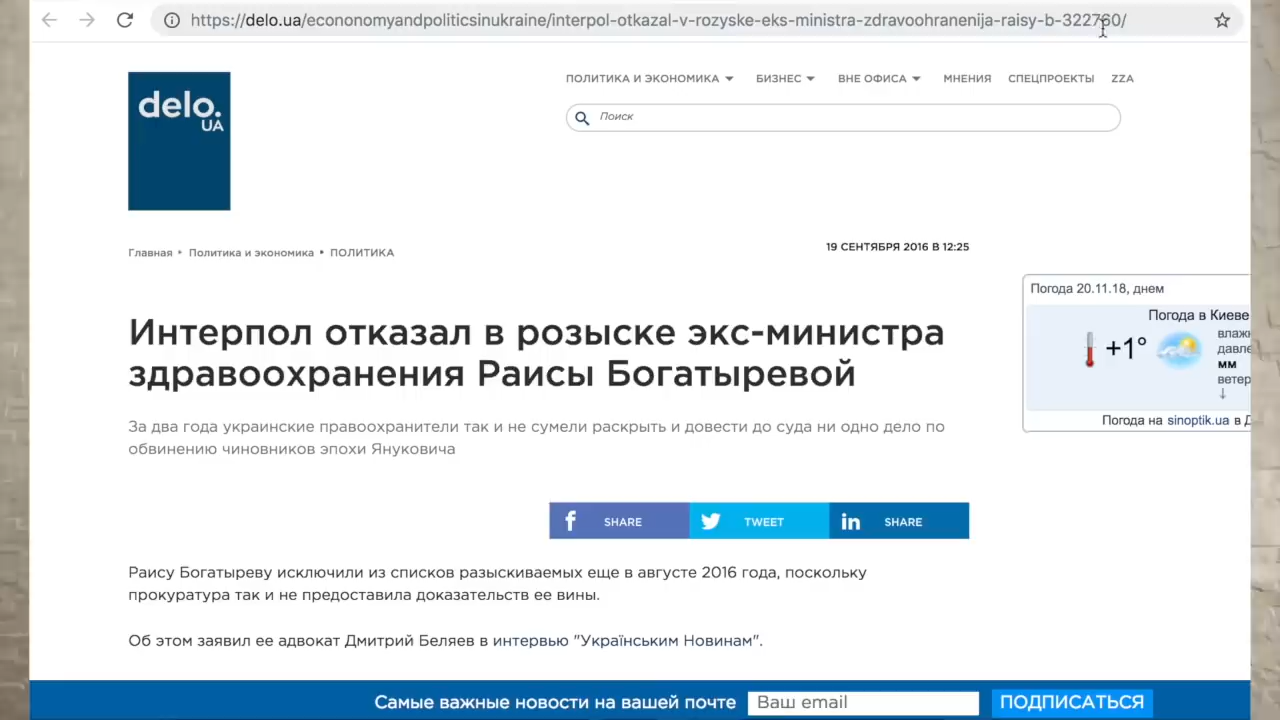 https://delo.ua/econonomyandpoliticsinukraine/interpol-otkazal-v-rozyske-eks-ministra-zdravoohranenija-raisy-b-322760/
delo.
UA
ПОЛИТИКА И ЭКОНОМИКА БИЗНЕС ВНЕ ОФИСА МНЕНИЯ СПЕЦПРОЕКТЫ ZZA
Поиск
Главная • Политика и экономика • ПОЛИТИКА
19 СЕНТЯБРЯ 2016 В 12:25
Интерпол отказал в розыске экс-министра
здравоохранения Раисы Богатыревой
За два года украинские правоохранители так и не сумели раскрыть и довести до суда ни одно дело по
обвинению чиновников эпохи Януковича
Погода 20.11.18, днем
Погода в Киеве
+1°
влажн
давле
мм
ветер
Погода на sinoptik.ua в
SHARE TWEET SHARE
Раису Богатыреву исключили из списков разыскиваемых еще в августе 2016 года, поскольку
прокуратура так и не предоставила доказательств ее вины.
Об этом заявил ее адвокат Дмитрий Беляев в интервью "Українським Новинам".
Самые важные новости на вашей почте Ваш email ПОДПИСАТЬСЯ